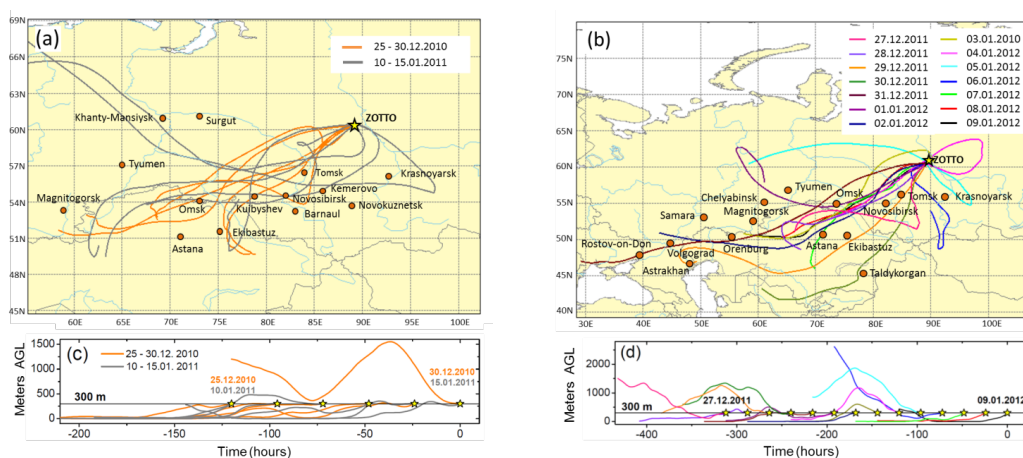 69N
66N
63N
60N
57N
54N
51N
48N
45N
(a)
25 - 30.12.2010
10 - 15.01.2011
ZOTTO
Khanty-Mansiysk
Surgut
Tyumen
Tomsk
Krasnoyarsk
Kemerovo
Magnitogorsk
Novosibirsk
Novokuznetsk
Omsk
Kuibyshev
Barnaul
Astana
Ekibastuz
60E
65E
70E
75E
80E
85E
90E
95E
100E
(b)
80N
75N
70N
65N
60N
55N
50N
45N
40N
27.12.2011
03.01.2010
28.12.2011
04.01.2012
29.12.2011
05.01.2012
30.12.2011
06.01.2012
31.12.2011
07.01.2012
01.01.2012
08.01.2012
02.01.2012
09.01.2012
ZOTTO
Tyumen
Chelyabinsk
Omsk
Tomsk
Krasnoyarsk
Samara
Magnitogorsk
Novosibirsk
Rostov-on-Don
Volgograd
Orenburg
Astana
Ekibastuz
Astrakhan
Taldykorgan
30E
40E
50E
60E
70E
80E
90E
100E
(c)
Meters AGL
1500
1000
500
0
25 - 30.12. 2010
10 - 15.01. 2011
25.12.2010
10.01.2011
30.12.2010
15.01.2011
300 m
-200
-150
-100
-50
0
Time (hours)
(d)
Meters AGL
2000
1000
0
300 m
27.12.2011
09.01.2012
-400
-300
-200
-100
0
Time (hours)